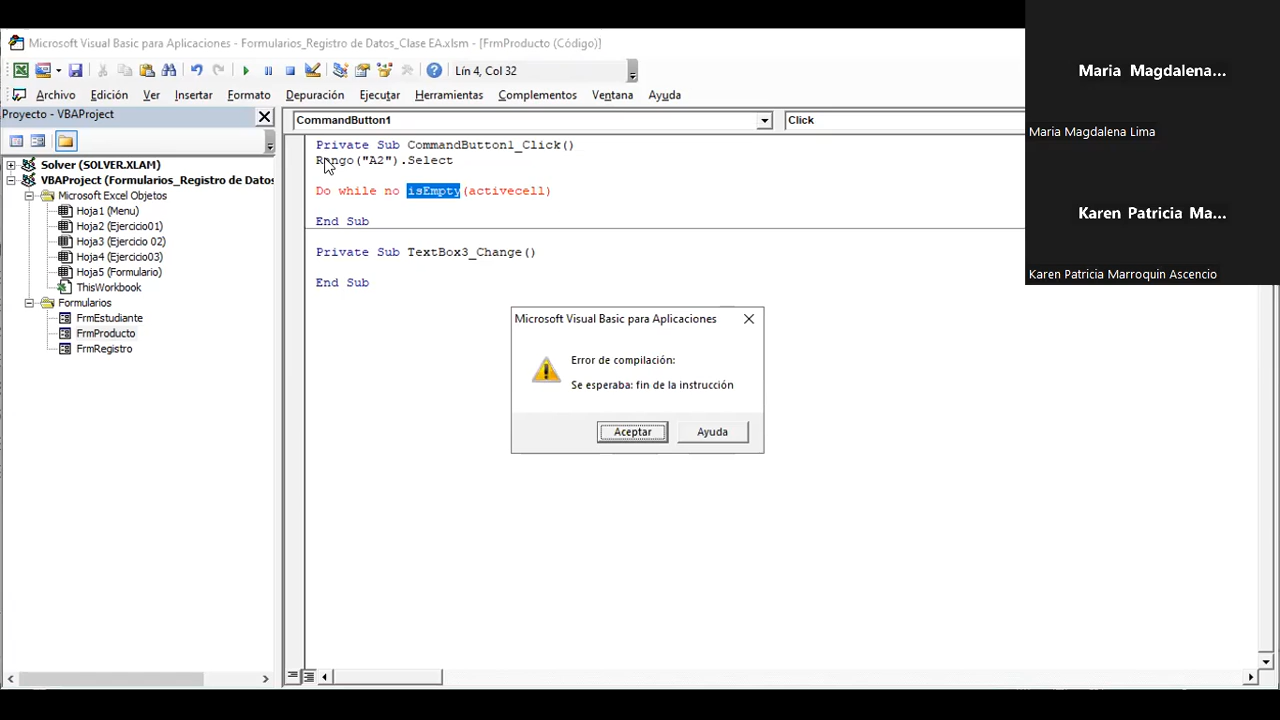 Microsoft Visual Basic para Aplicaciones - Formularios_Registro de Datos_Clase EA.xlsm - [FrmProducto (Código)]
Lín 4, Col 32
Archivo Edición Ver Insertar Formato Depuración Ejecutar Herramientas Complementos Ventana Ayuda
Proyecto - VBAProject
CommandButton1
Click
Solver (SOLVER.XLAM)
VBAProject (Formularios_Registro de Datos
Microsoft Excel Objetos
Hoja1 (Menu)
Hoja2 (Ejercicio01)
Hoja3 (Ejercicio 02)
Hoja4 (Ejercicio03)
Hoja5 (Formulario)
ThisWorkbook
Formularios
FrmEstudiante
FrmProducto
FrmRegistro
Private Sub CommandButton1_Click()
Rango("A2").Select
Do while no isEmpty(activecell)
End Sub
Private Sub TextBox3_Change()
End Sub
Microsoft Visual Basic para Aplicaciones
Error de compilación:
Se esperaba: fin de la instrucción
Aceptar
Ayuda
Maria Magdalena...
Maria Magdalena Lima
Karen Patricia Ma...
Karen Patricia Marroquin Ascencio